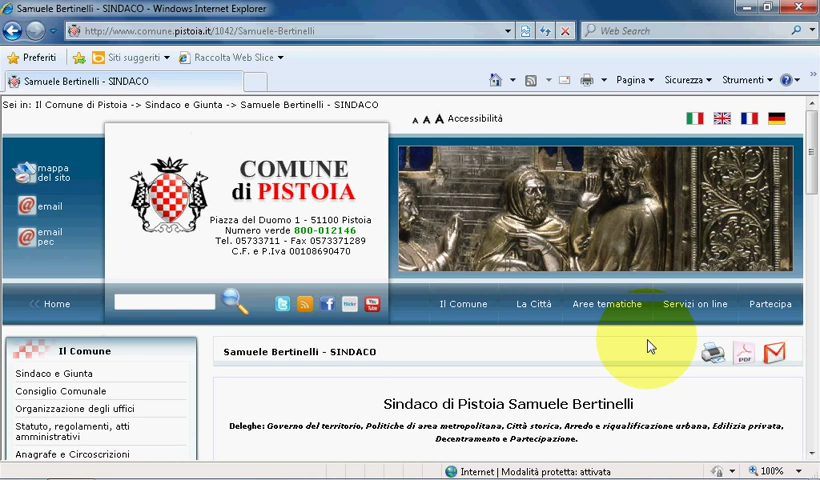 Samuele Bertinelli - SINDACO - Windows Internet Explorer
http://www.comune.pistoia.it/1042/Samuele-Bertinelli
Web Search
Preferiti
Siti suggeriti
Raccolta Web Slice
Samuele Bertinelli - SINDACO
Pagina
Sicurezza
Strumenti
Sei in: Il Comune di Pistoia -> Sindaco e Giunta -> Samuele Bertinelli - SINDACO
A A A Accessibilità
mappa
del sito
email
email
pec
COMUNE
di PISTOIA
Piazza del Duomo 1 - 51100 Pistoia
Numero verde 800-012146
Tel. 05733711 - Fax 0573371289
C.F. e P.Iva 00108690470
<< Home
flickr
You
Tube
Il Comune
La Città
Aree tematiche
Servizi on line
Partecipa
Il Comune
Sindaco e Giunta
Consiglio Comunale
Organizzazione degli uffici
Statuto, regolamenti, atti
amministrativi
Anagrafe e Circoscrizioni
Samuele Bertinelli - SINDACO
PDF
Sindaco di Pistoia Samuele Bertinelli
Deleghe: Governo del territorio, Politiche di area metropolitana, Città storica, Arredo e riqualificazione urbana, Edilizia privata,
Decentramento e Partecipazione.
Internet | Modalità protetta: attivata
100%